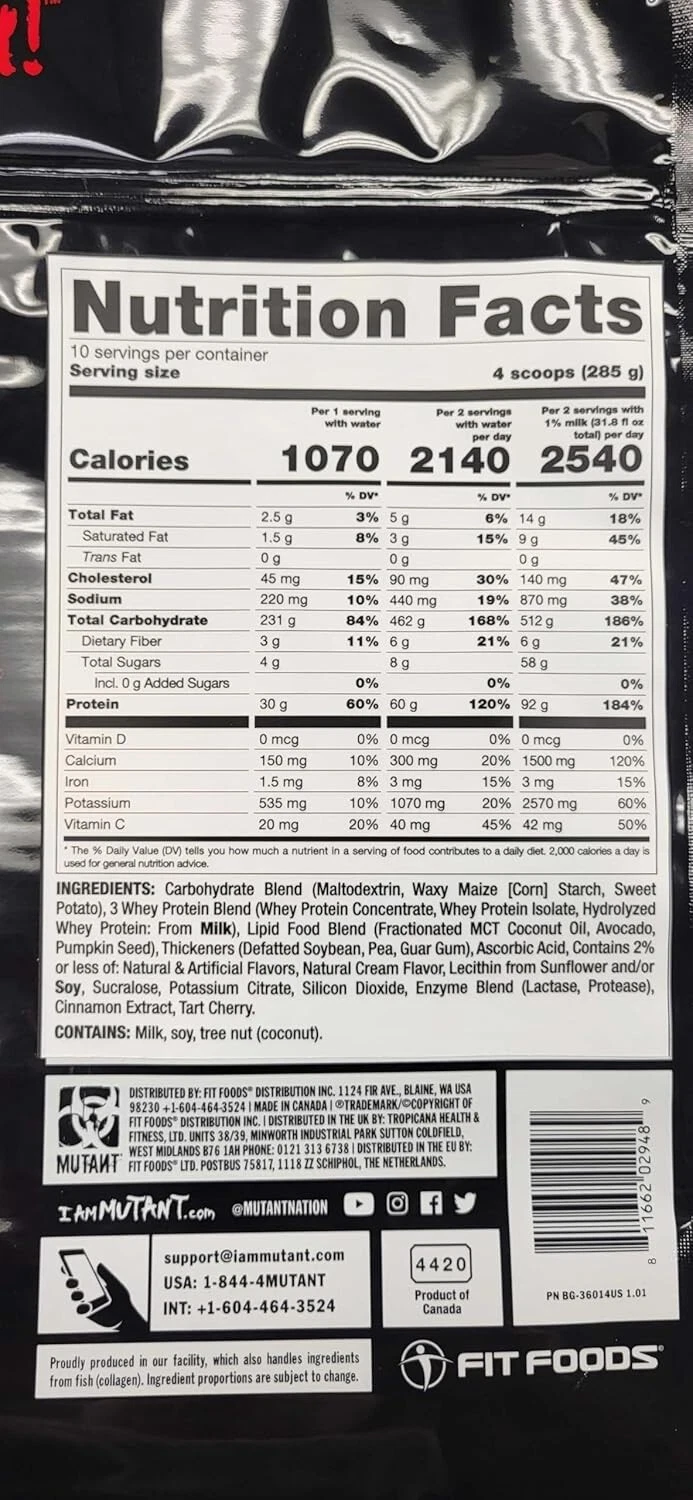 !
Nutrition Facts
10 servings per container
Serving size 4 scoops (285 g)
Per 1 serving with water Per 2 servings with water per day Per 2 servings with 1% milk (31.8 fl oz total) per day
Calories 1070 2140 2540
% DV* % DV* % DV*
Total Fat 2.5 g 3% 5 g 6% 14 g 18%
Saturated Fat 1.5 g 8% 3 g 15% 9 g 45%
Trans Fat 0 g 0 g 0 g
Cholesterol 45 mg 15% 90 mg 30% 140 mg 47%
Sodium 220 mg 10% 440 mg 19% 870 mg 38%
Total Carbohydrate 231 g 84% 462 g 168% 512 g 186%
Dietary Fiber 3 g 11% 6 g 21% 6 g 21%
Total Sugars 4 g 8 g 58 g
Incl. 0 g Added Sugars 0% 0% 0%
Protein 30 g 60% 60 g 120% 92 g 184%
Vitamin D 0 mcg 0% 0 mcg 0% 0 mcg 0%
Calcium 150 mg 10% 300 mg 20% 1500 mg 120%
Iron 1.5 mg 8% 3 mg 15% 3 mg 15%
Potassium 535 mg 10% 1070 mg 20% 2570 mg 60%
Vitamin C 20 mg 20% 40 mg 45% 42 mg 50%
* The % Daily Value (DV) tells you how much a nutrient in a serving of food contributes to a daily diet. 2,000 calories a day is
used for general nutrition advice.
INGREDIENTS: Carbohydrate Blend (Maltodextrin, Waxy Maize [Corn] Starch, Sweet
Potato), 3 Whey Protein Blend (Whey Protein Concentrate, Whey Protein Isolate, Hydrolyzed
Whey Protein: From Milk), Lipid Food Blend (Fractionated MCT Coconut Oil, Avocado,
Pumpkin Seed), Thickeners (Defatted Soybean, Pea, Guar Gum), Ascorbic Acid, Contains 2%
or less of: Natural & Artificial Flavors, Natural Cream Flavor, Lecithin from Sunflower and/or
Soy, Sucralose, Potassium Citrate, Silicon Dioxide, Enzyme Blend (Lactase, Protease),
Cinnamon Extract, Tart Cherry.
CONTAINS: Milk, soy, tree nut (coconut).
DISTRIBUTED BY: FIT FOODS® DISTRIBUTION INC. 1124 FIR AVE., BLAINE, WA USA
98230 +1-604-464-3524 | MADE IN CANADA | ®TRADEMARK/©COPYRIGHT OF
FIT FOODS® DISTRIBUTION INC. | DISTRIBUTED IN THE UK BY: TROPICANA HEALTH &
FITNESS, LTD. UNITS 38/39, MINWORTH INDUSTRIAL PARK SUTTON COLDFIELD,
WEST MIDLANDS B76 1AH PHONE: 0121 313 6738 | DISTRIBUTED IN THE EU BY:
FIT FOODS® LTD. POSTBUS 75817, 1118 ZZ SCHIPHOL, THE NETHERLANDS.
MUTANT
IAMMUTANT.com @MUTANTNATION
support@iammutant.com
USA: 1-844-4MUTANT
INT: +1-604-464-3524
4420
Product of
Canada
8 11662 02948 9
PN BG-36014US 1.01
Proudly produced in our facility, which also handles ingredients
from fish (collagen). Ingredient proportions are subject to change.
FIT FOODS®